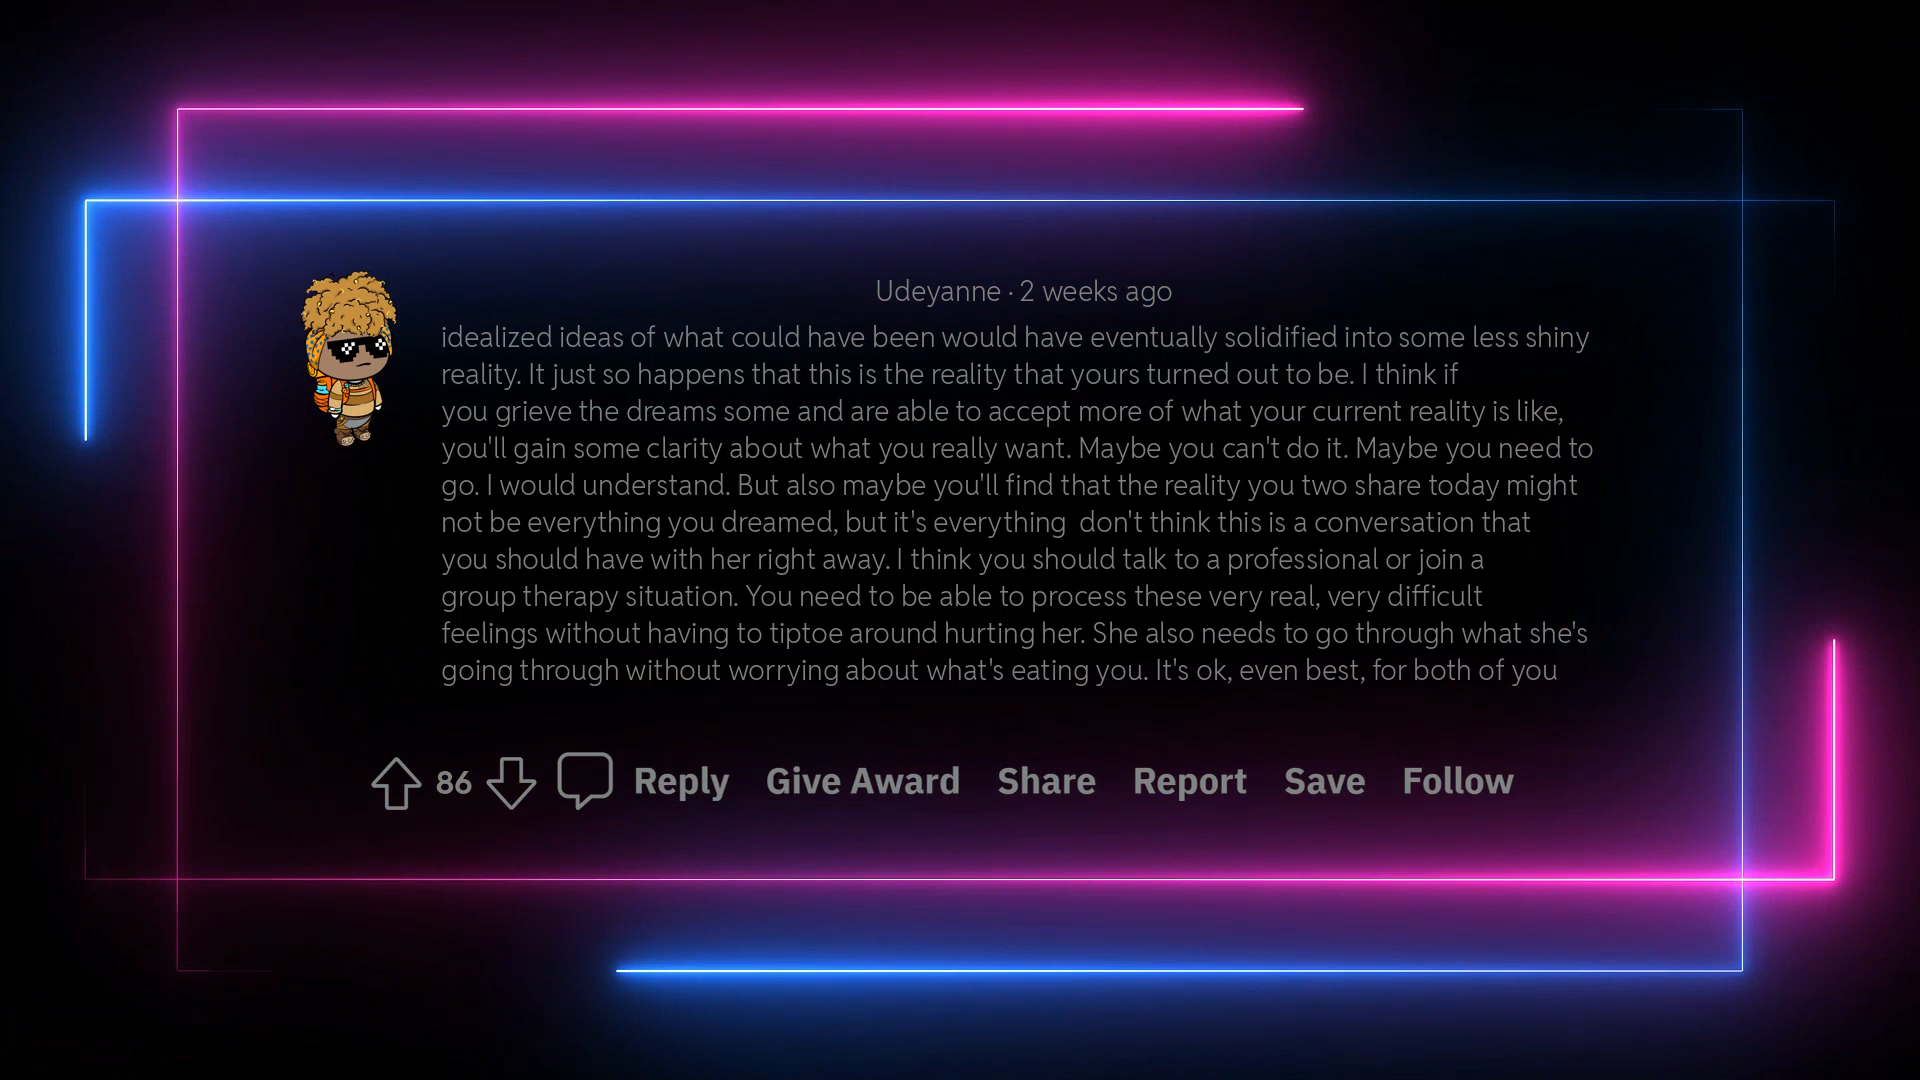 Udeyanne · 2 weeks ago
idealized ideas of what could have been would have eventually solidified into some less shiny
reality. It just so happens that this is the reality that yours turned out to be. I think if
you grieve the dreams some and are able to accept more of what your current reality is like,
you'll gain some clarity about what you really want. Maybe you can't do it. Maybe you need to
go. I would understand. But also maybe you'll find that the reality you two share today might
not be everything you dreamed, but it's everything  don't think this is a conversation that
you should have with her right away. I think you should talk to a professional or join a
group therapy situation. You need to be able to process these very real, very difficult
feelings without having to tiptoe around hurting her. She also needs to go through what she's
going through without worrying about what's eating you. It's ok, even best, for both of you
86 Reply Give Award Share Report Save Follow